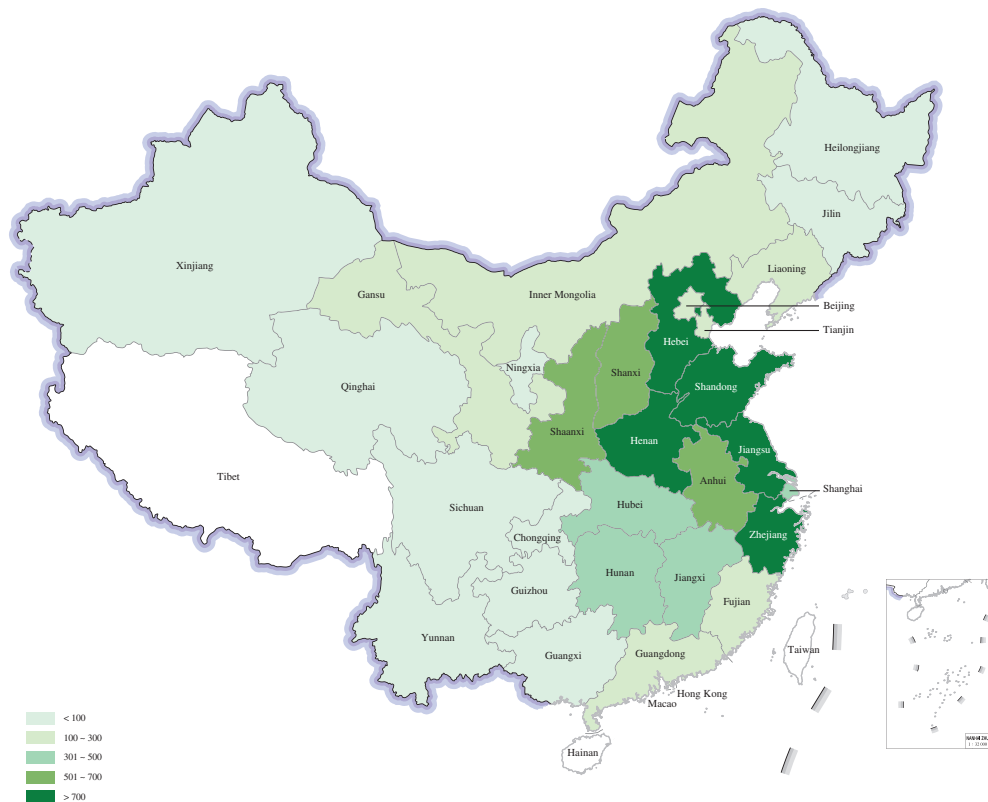 Heilongjiang
Jilin
Xinjiang
Liaoning
Gansu
Inner Mongolia
Beijing
Tianjin
Hebei
Ningxia
Shanxi
Qinghai
Shandong
Shaanxi
Henan
Jiangsu
Tibet
Anhui
Shanghai
Sichuan
Hubei
Chongqing
Zhejiang
Hunan
Jiangxi
Guizhou
Fujian
Yunnan
Guangxi
Guangdong
Taiwan
Hong Kong
Macao
Hainan
< 100
100 – 300
301 – 500
501 – 700
> 700